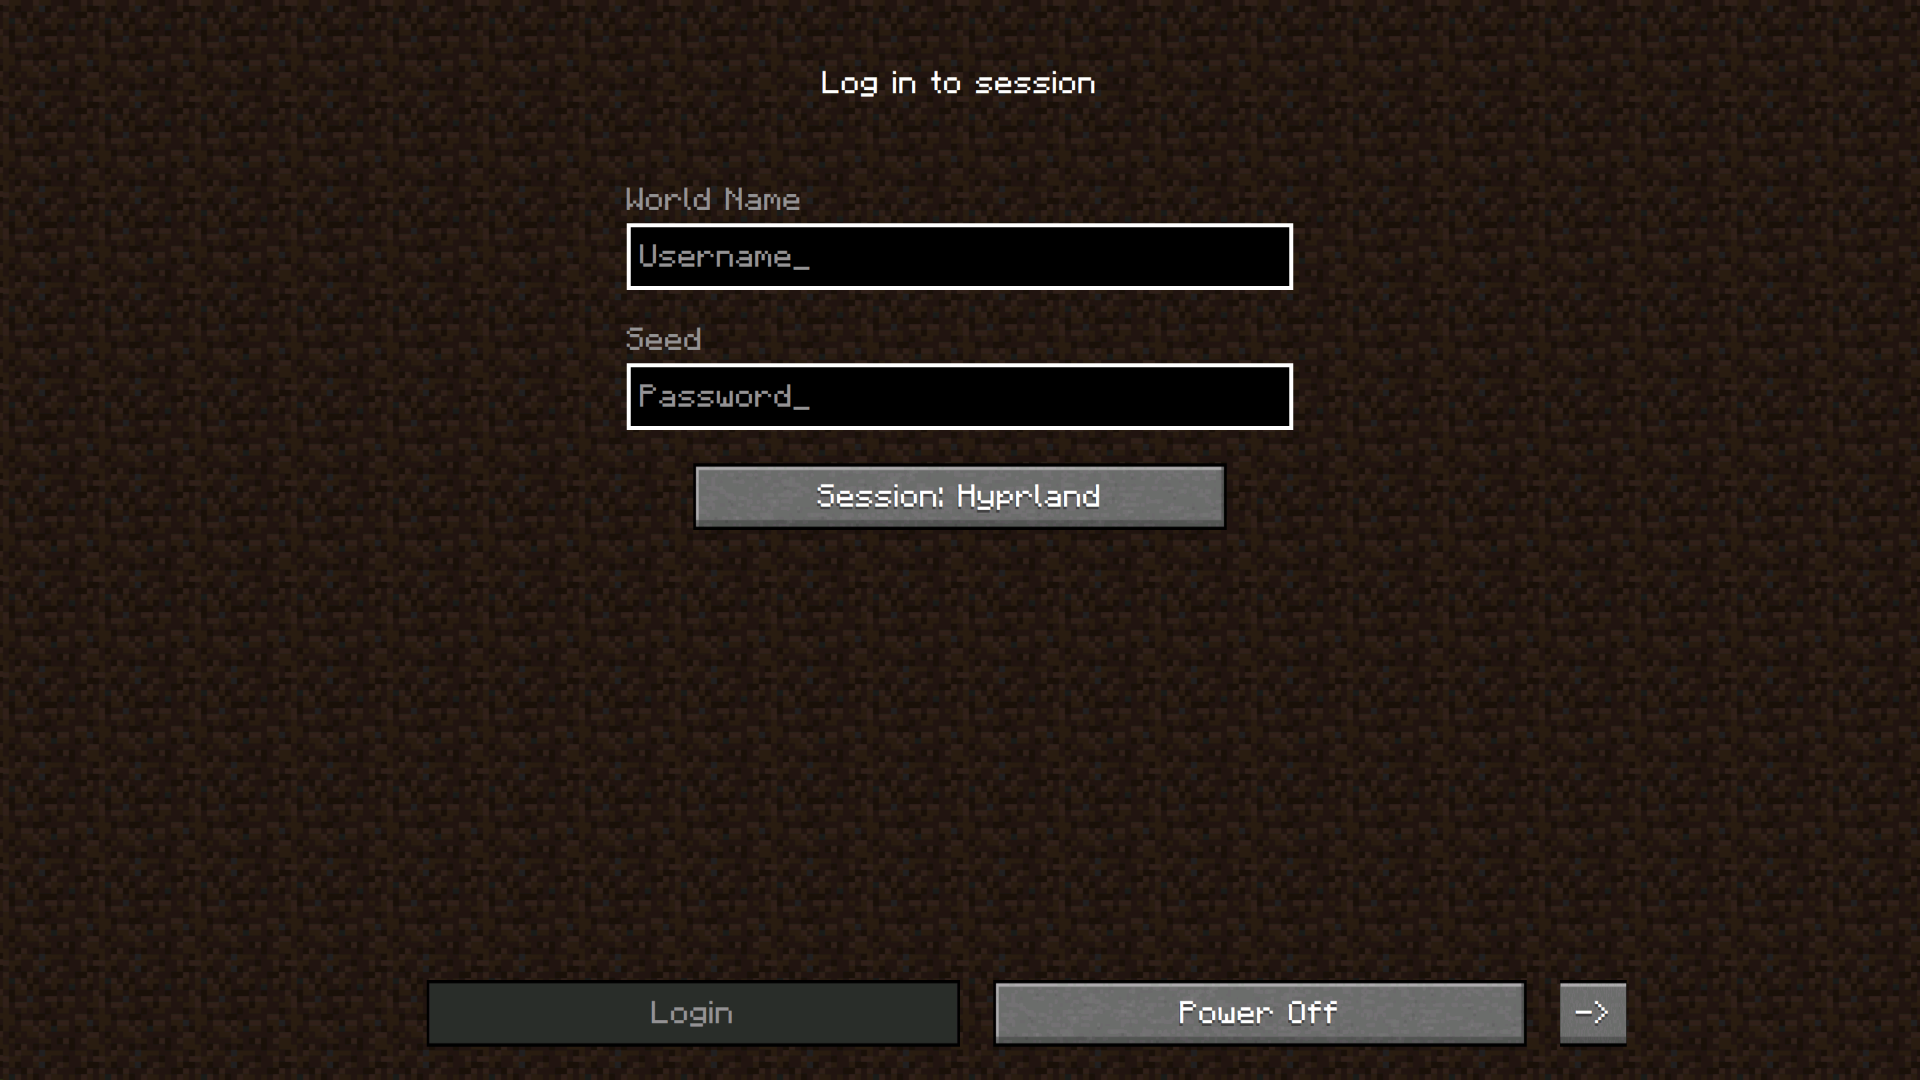 Log in to session
World Name
Username_
Seed
Password_
Session: Hyprland
Login
Power Off
->